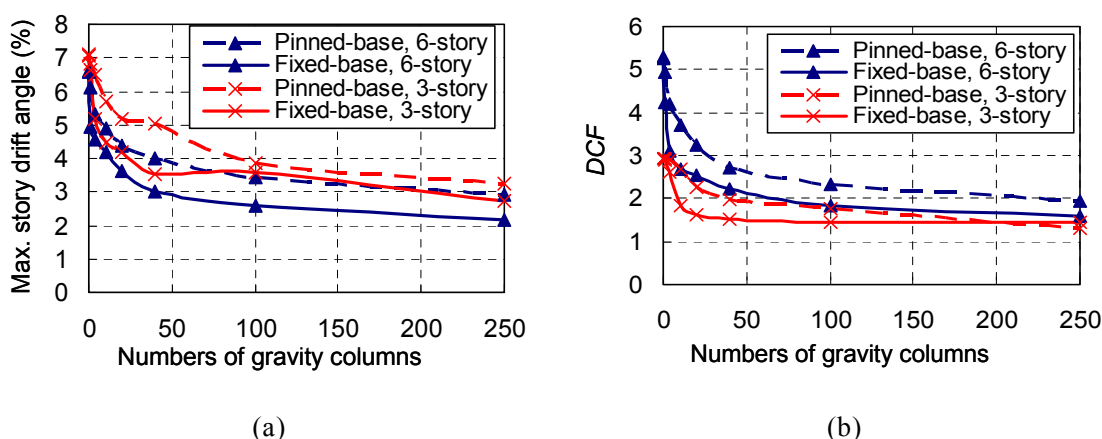 Max. story drift angle (%)
8
7
6
5
4
3
2
1
0
Pinned-base, 6-story
Fixed-base, 6-story
Pinned-base, 3-story
Fixed-base, 3-story
0 50 100 150 200 250
Numbers of gravity columns
(a)
DCF
6
5
4
3
2
1
0
Pinned-base, 6-story
Fixed-base, 6-story
Pinned-base, 3-story
Fixed-base, 3-story
0 50 100 150 200 250
Numbers of gravity columns
(b)